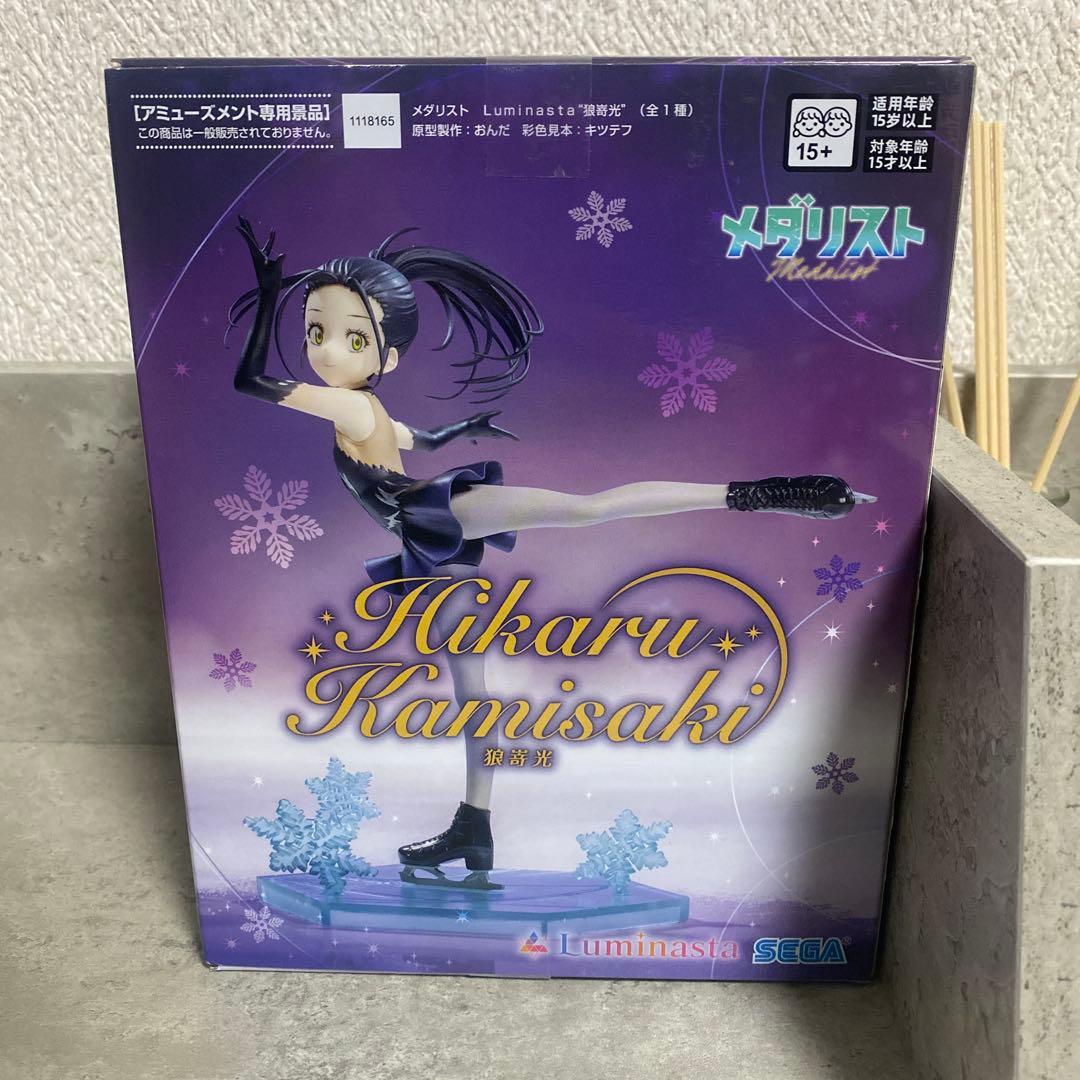 [アミューズメント専用景品]
この商品は一般販売されておりません。
1118165
メダリスト Luminasta“狼嵜光” (全1種)
原型製作：おんだ 彩色見本：キツテフ
15+
适用年龄
15岁以上
対象年齢
15才以上
メダリスト
Medalist
Hikaru
Kamisaki
狼嵜光
Luminasta SEGA®